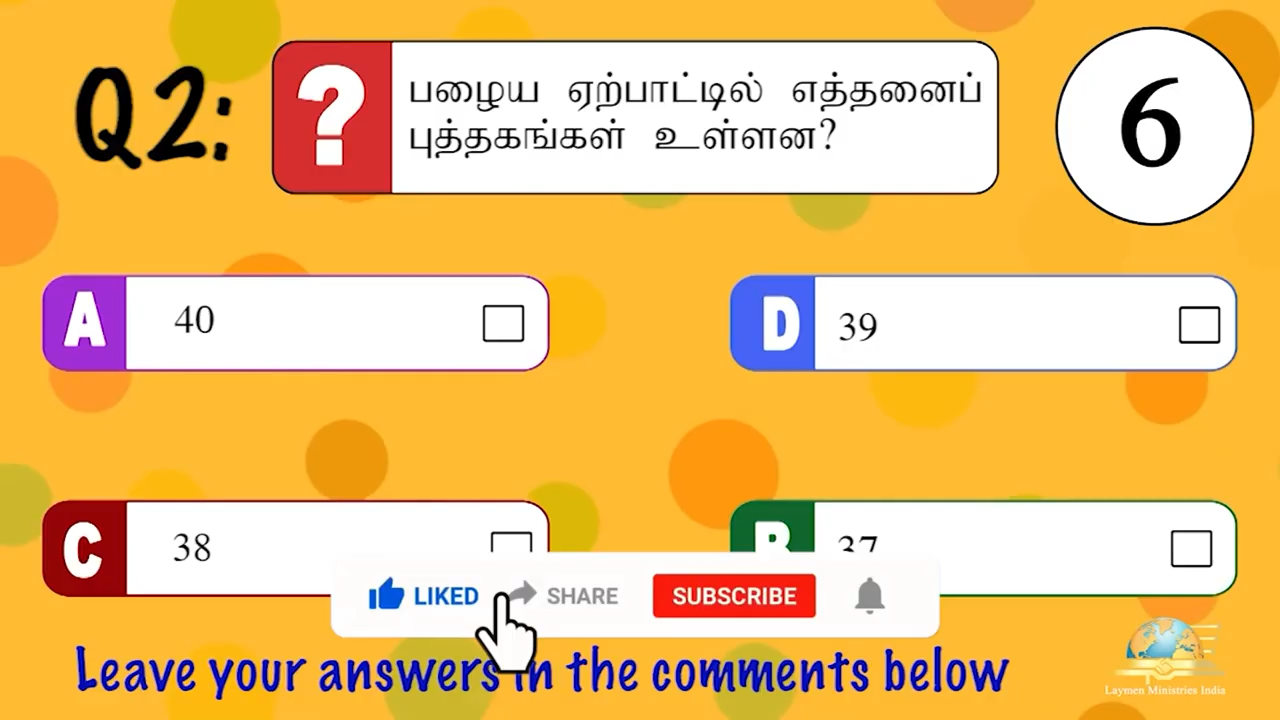 Q2:
?
பழைய ஏற்பாட்டில் எத்தனைப்
புத்தகங்கள் உள்ளன?
6
A 40
D 39
C 38
B 37
LIKED SHARE SUBSCRIBE
Leave your answers in the comments below
Laymen Ministries India